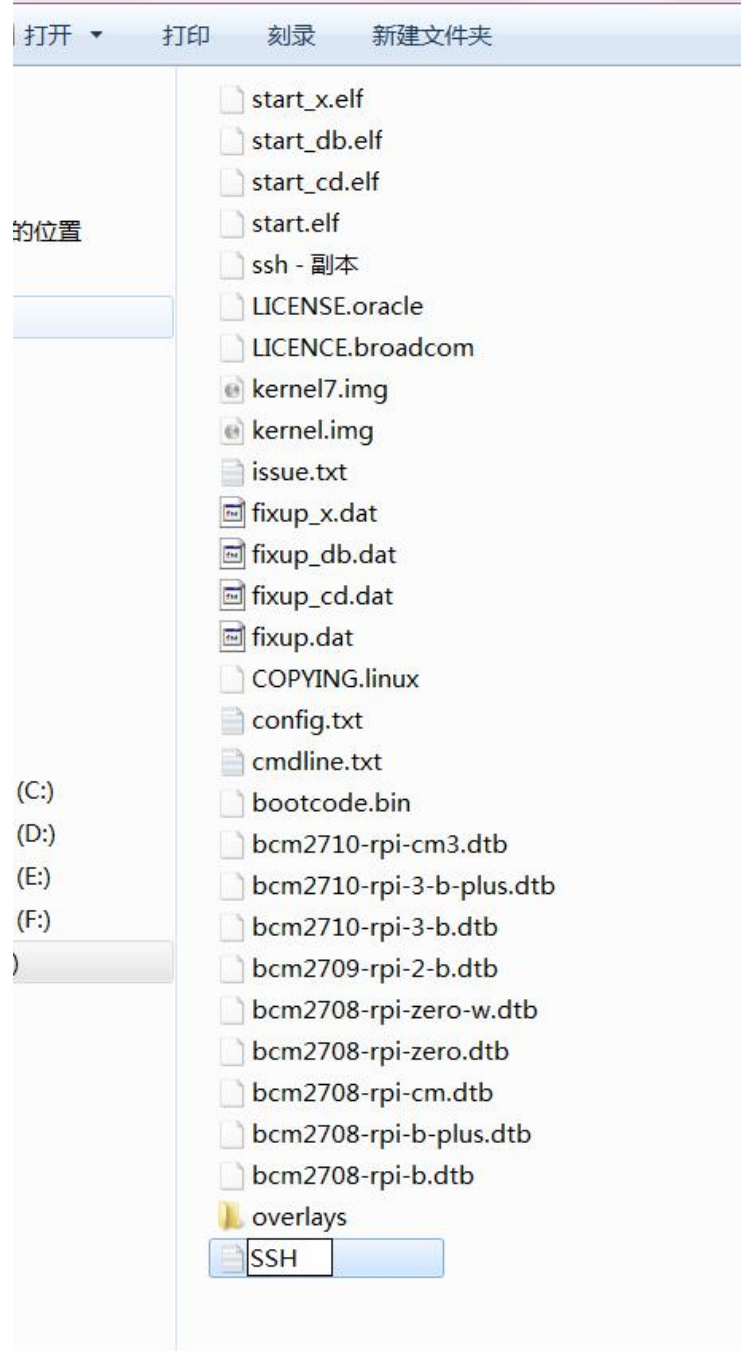 打开 打印 刻录 新建文件夹
的位置
(C:)
(D:)
(E:)
(F:)
)
start_x.elf
start_db.elf
start_cd.elf
start.elf
ssh - 副本
LICENSE.oracle
LICENCE.broadcom
kernel7.img
kernel.img
issue.txt
fixup_x.dat
fixup_db.dat
fixup_cd.dat
fixup.dat
COPYING.linux
config.txt
cmdline.txt
bootcode.bin
bcm2710-rpi-cm3.dtb
bcm2710-rpi-3-b-plus.dtb
bcm2710-rpi-3-b.dtb
bcm2709-rpi-2-b.dtb
bcm2708-rpi-zero-w.dtb
bcm2708-rpi-zero.dtb
bcm2708-rpi-cm.dtb
bcm2708-rpi-b-plus.dtb
bcm2708-rpi-b.dtb
overlays
SSH